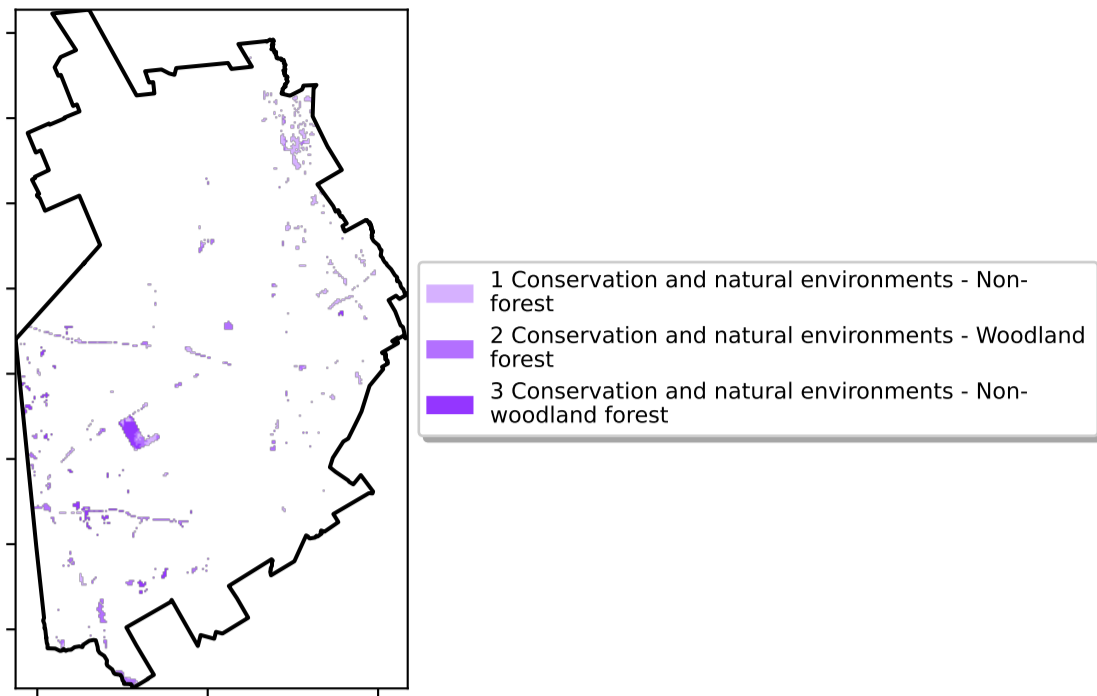 1 Conservation and natural environments - Non-
forest
2 Conservation and natural environments - Woodland
forest
3 Conservation and natural environments - Non-
woodland forest